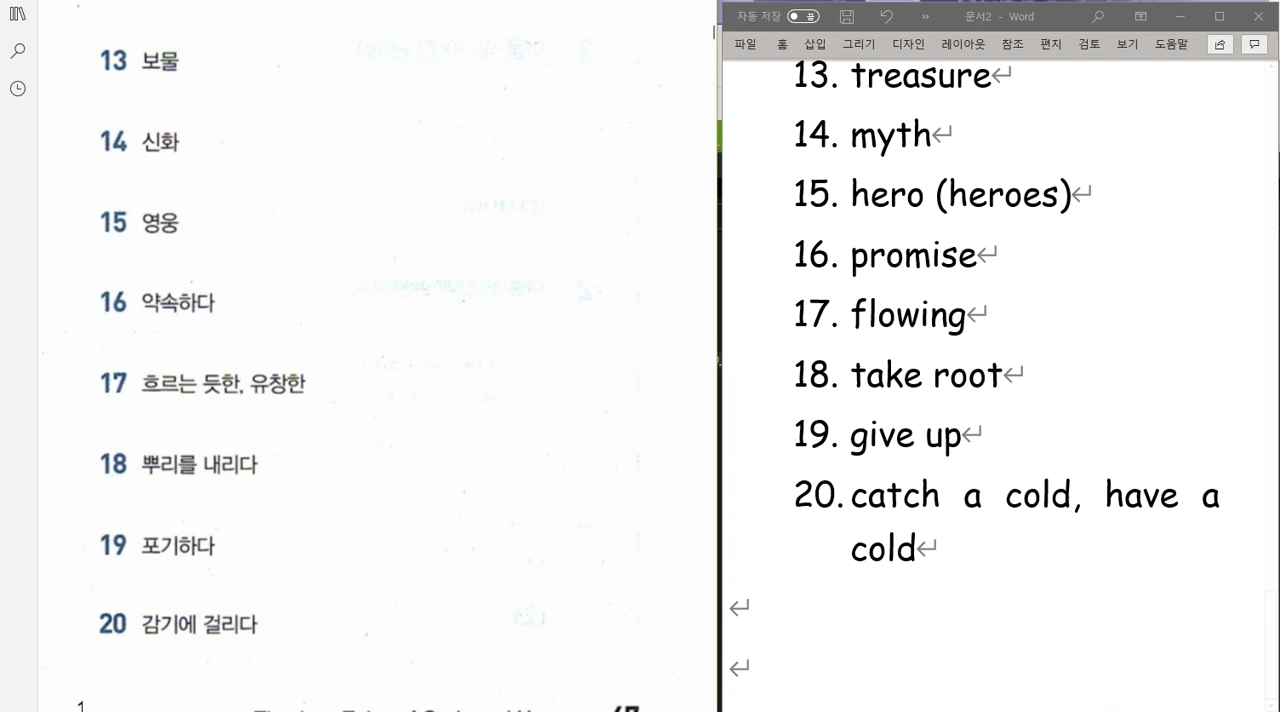 13 보물
14 신화
15 영웅
16 약속하다
17 흐르는 듯한, 유창한
18 뿌리를 내리다
19 포기하다
20 감기에 걸리다
자동 저장 끔 문서2 - Word
파일 홈 삽입 그리기 디자인 레이아웃 참조 편지 검토 보기 도움말
13. treasure
14. myth
15. hero (heroes)
16. promise
17. flowing
18. take root
19. give up
20. catch a cold, have a
cold